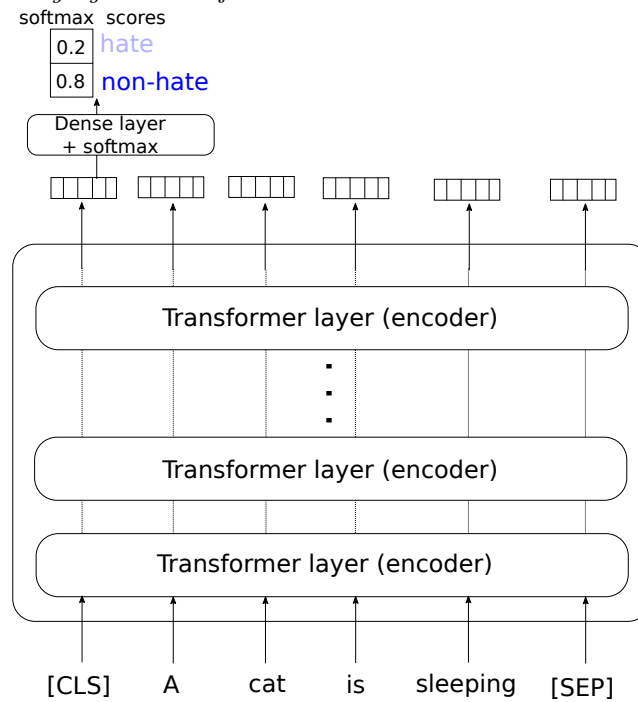 softmax scores
0.2 hate
0.8 non-hate
Dense layer
+ softmax
Transformer layer (encoder)
Transformer layer (encoder)
Transformer layer (encoder)
[CLS] A cat is sleeping [SEP]